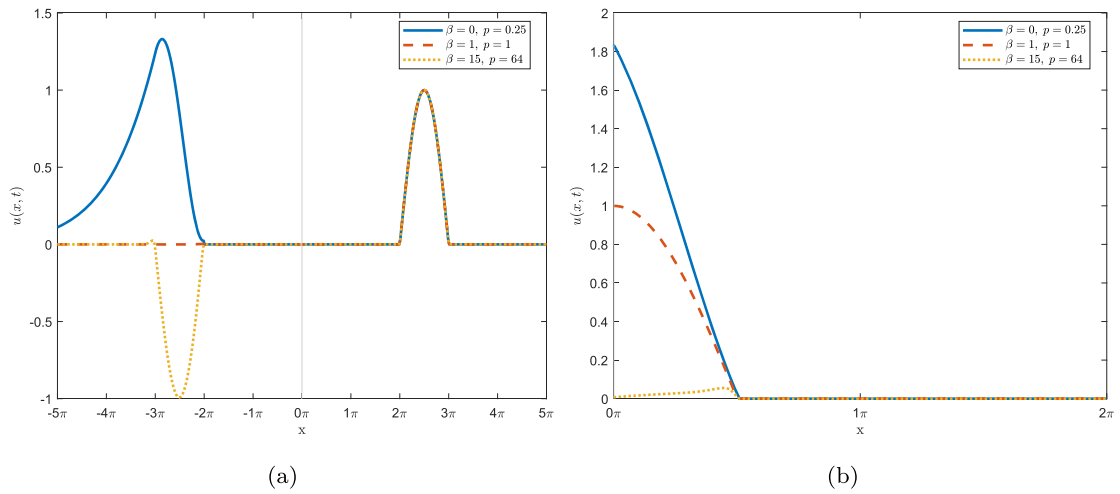 1.5
1
0.5
0
-0.5
-1
u(x, t)
β = 0, p = 0.25
β = 1, p = 1
β = 15, p = 64
-5π -4π -3π -2π -1π 0π 1π 2π 3π 4π 5π
x
(a)
2
1.8
1.6
1.4
1.2
1
0.8
0.6
0.4
0.2
0
u(x, t)
β = 0, p = 0.25
β = 1, p = 1
β = 15, p = 64
0π 1π 2π
x
(b)